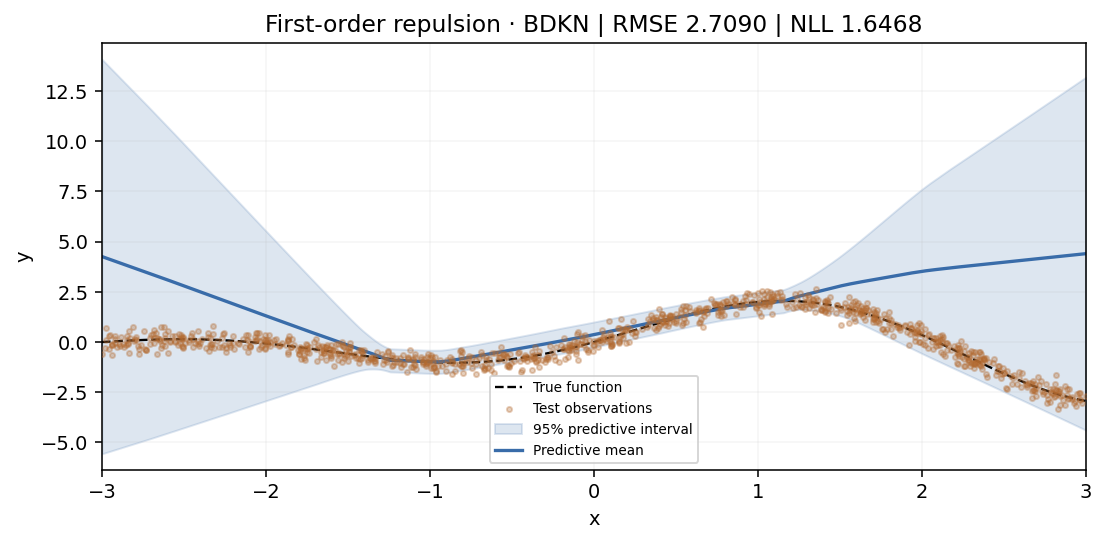 First-order repulsion · BDKN | RMSE 2.7090 | NLL 1.6468
12.5
10.0
7.5
5.0
2.5
0.0
−2.5
−5.0
y
True function
Test observations
95% predictive interval
Predictive mean
−3
−2
−1
0
1
2
3
x